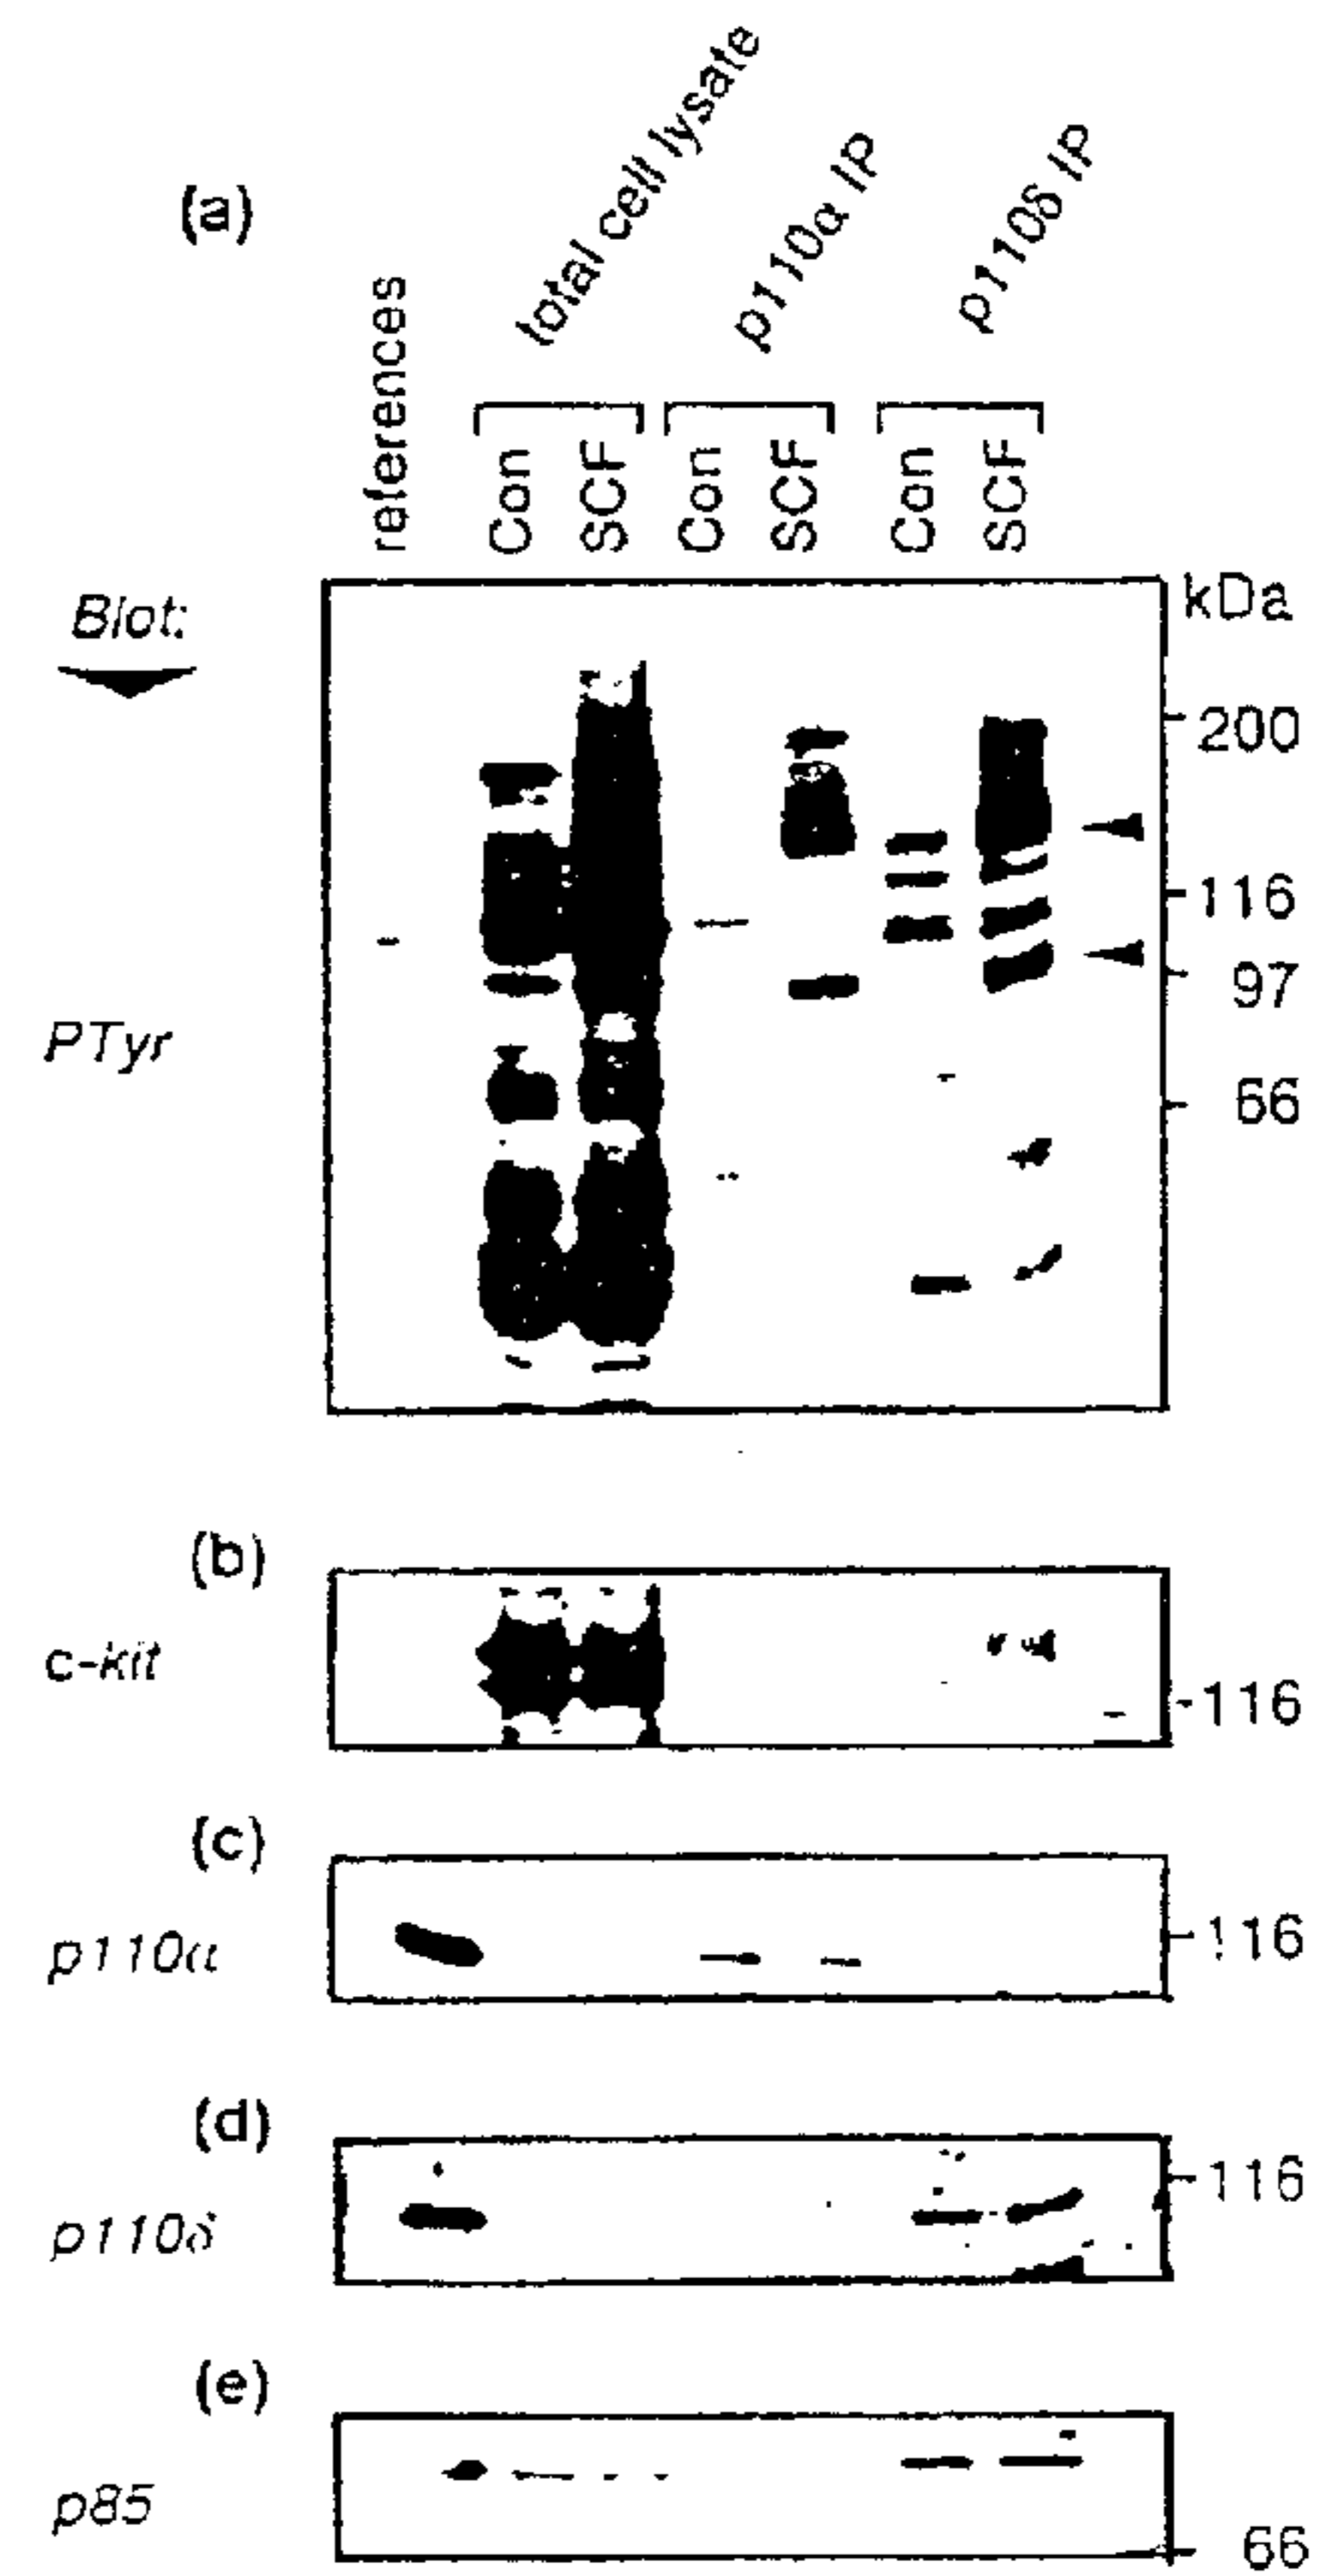 (a)
references
total cell lysate
p110α IP
p110δ IP
Con
SCF
Con
SCF
Con
SCF
Blot:
kDa
200
116
97
66
PTyr
(b)
c-kit
116
(c)
p110α
116
(d)
p110δ
116
(e)
p85
66